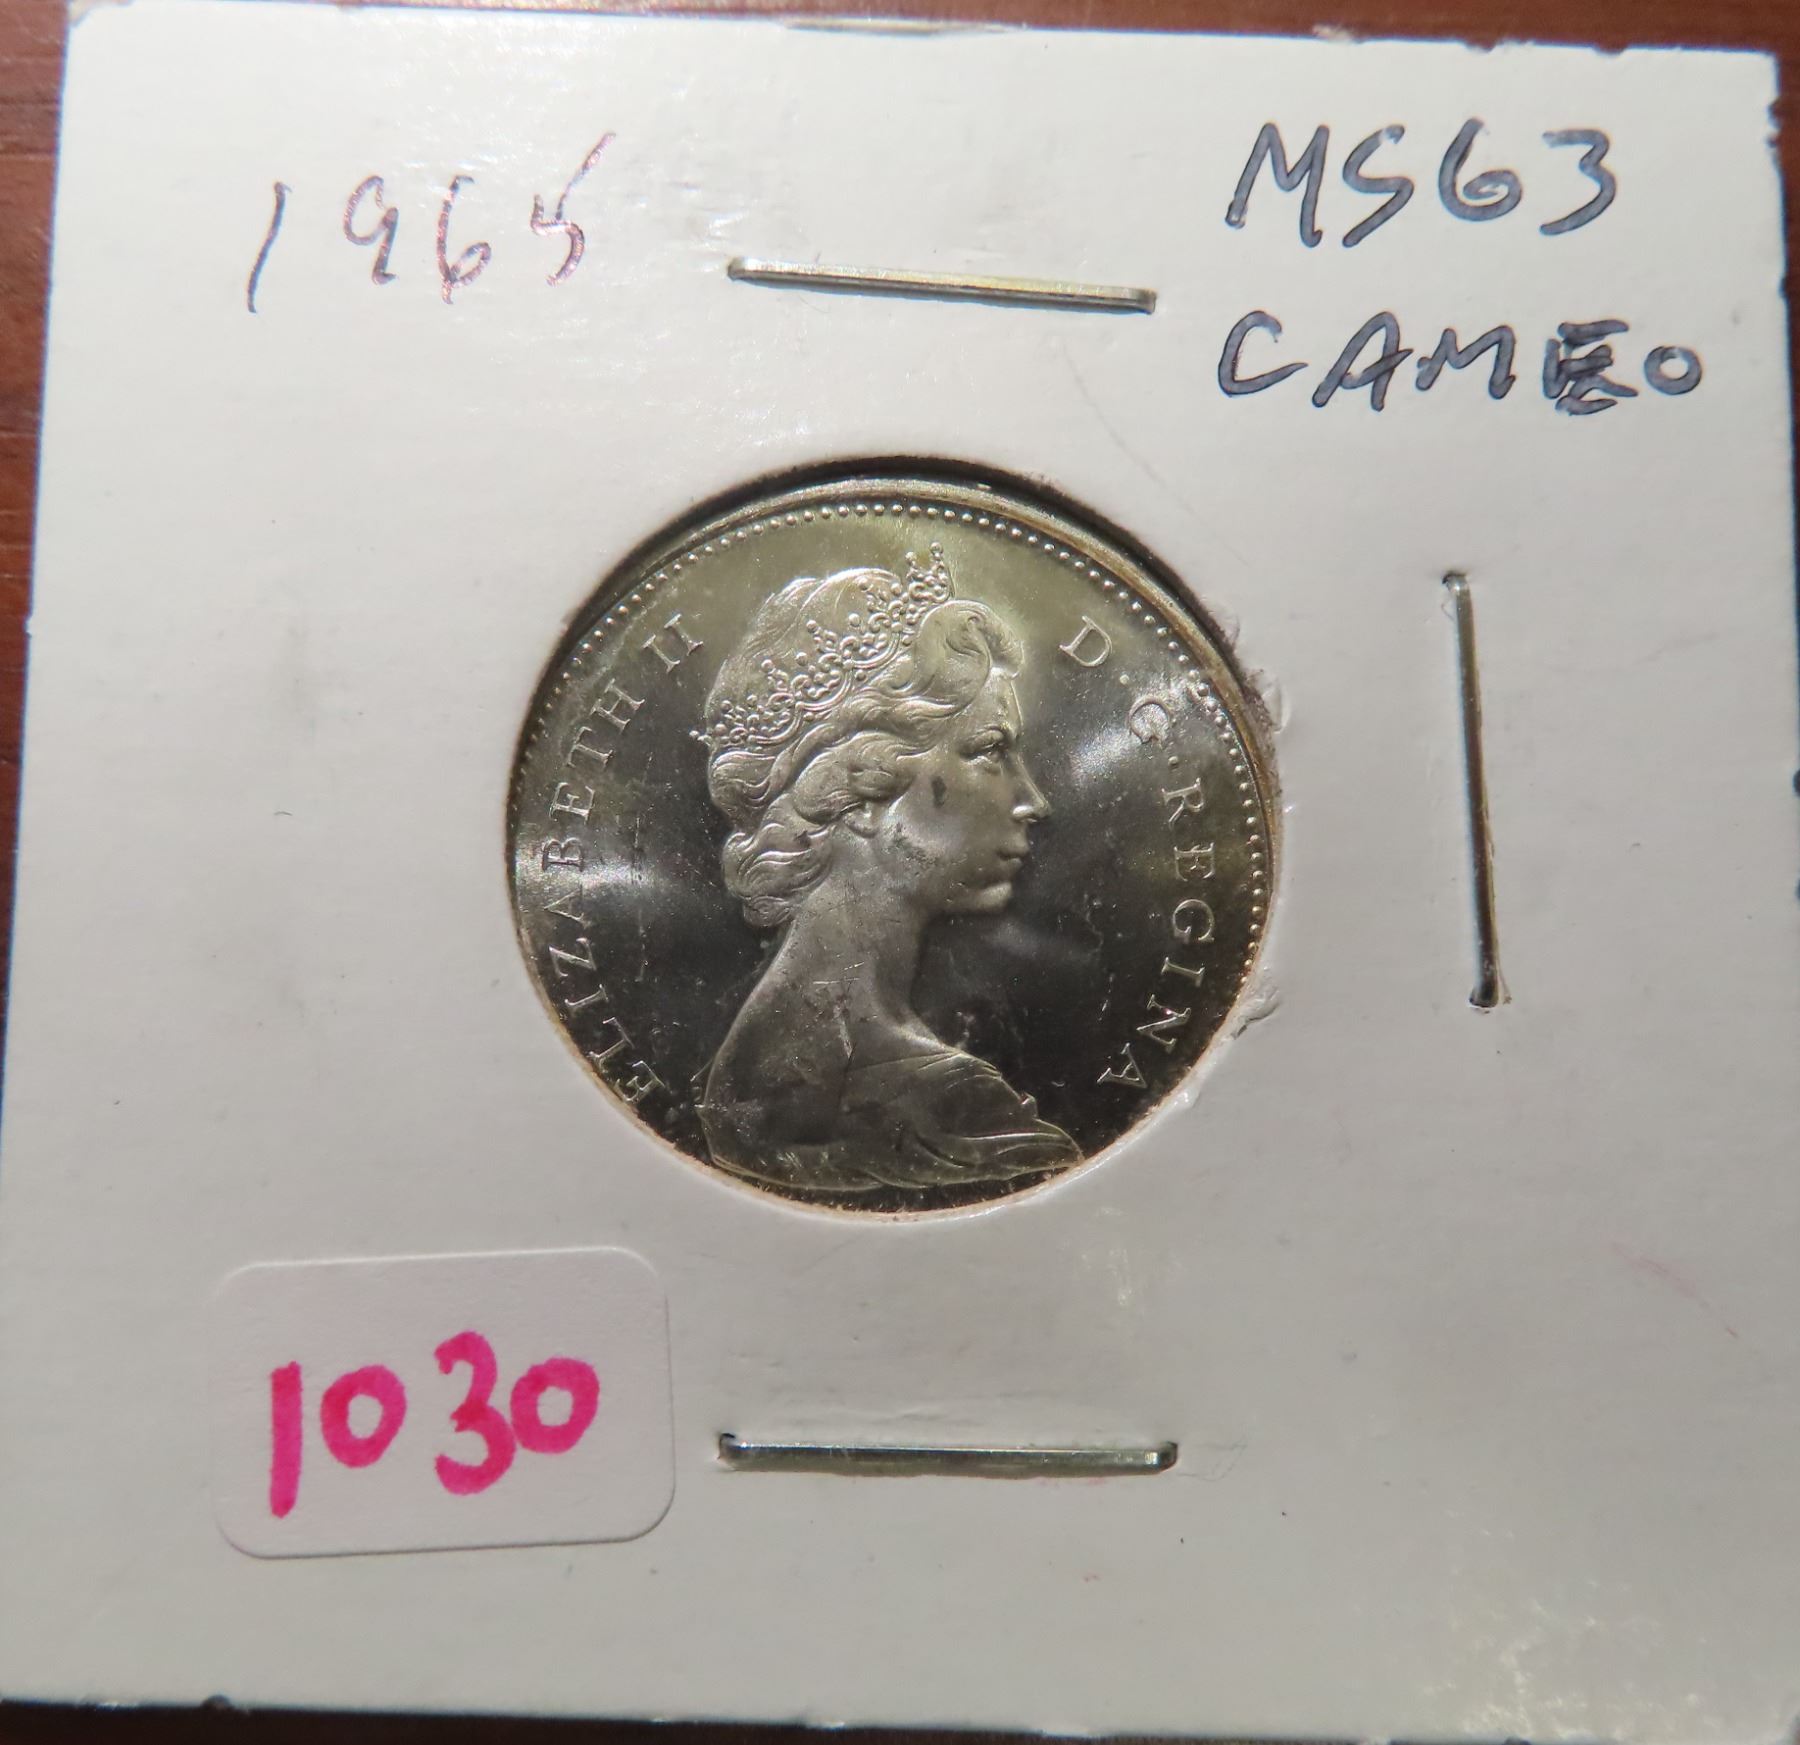 1965
MS63
CAMEO
ELIZABETH II D·G·REGINA
1030